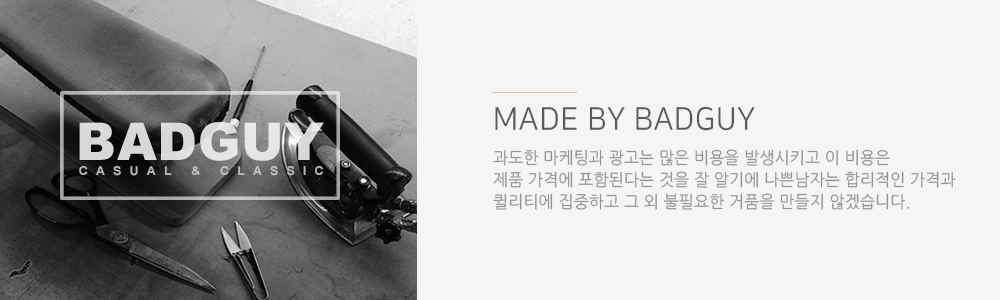 BADGUY
CASUAL & CLASSIC
MADE BY BADGUY
과도한 마케팅과 광고는 많은 비용을 발생시키고 이 비용은
제품 가격에 포함된다는 것을 잘 알기에 나쁜남자는 합리적인 가격과
퀄리티에 집중하고 그 외 불필요한 거품을 만들지 않겠습니다.